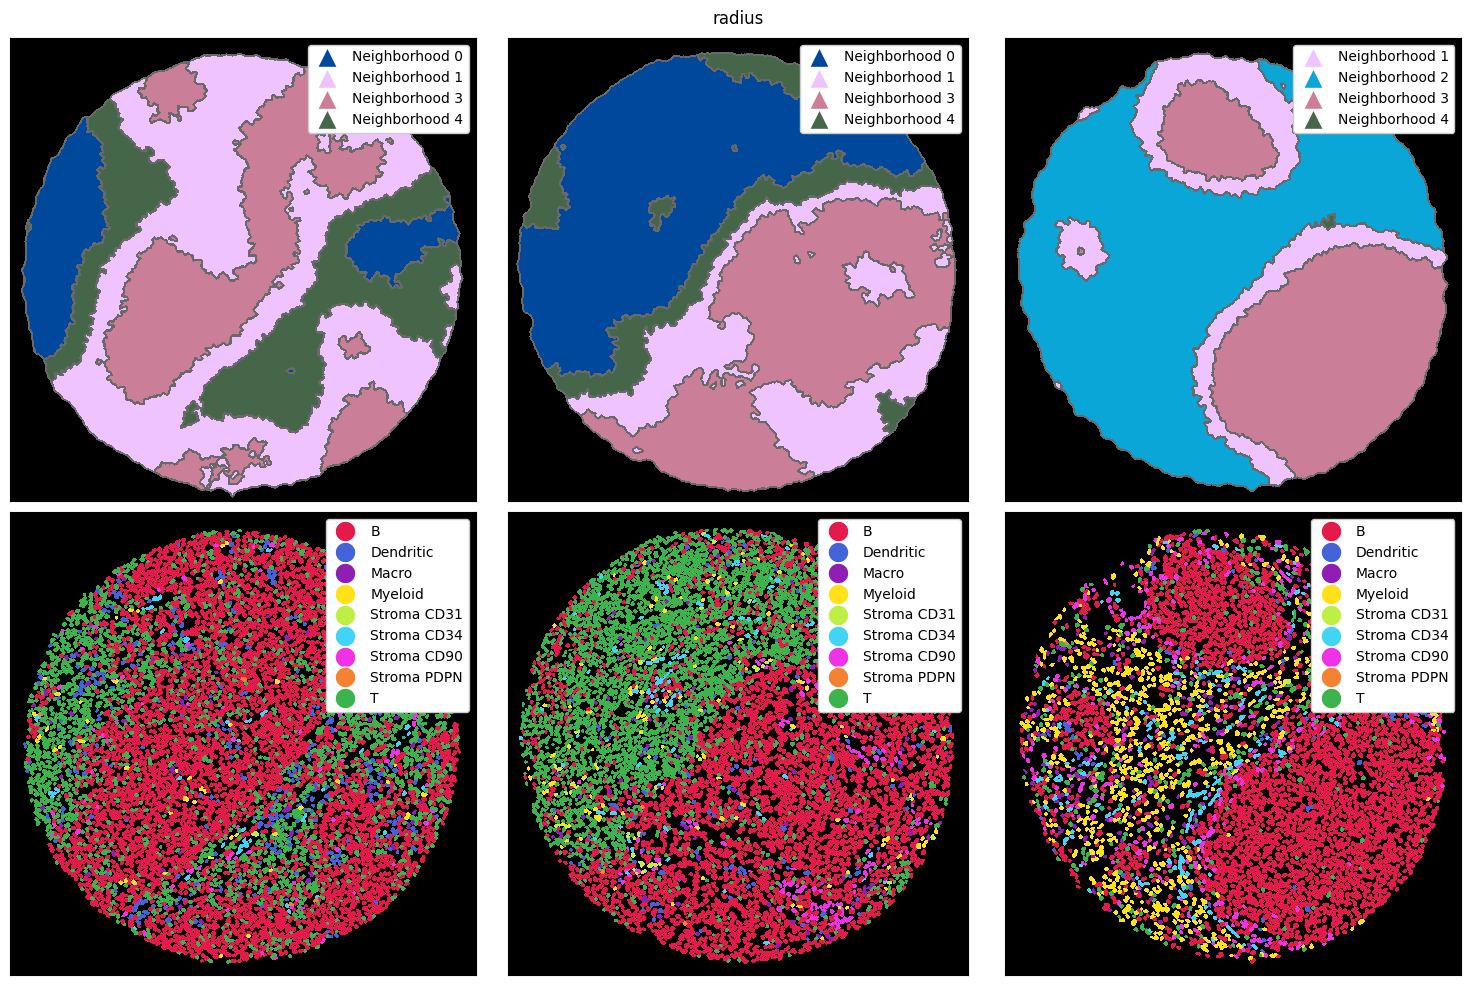 radius
Neighborhood 0
Neighborhood 1
Neighborhood 3
Neighborhood 4
Neighborhood 0
Neighborhood 1
Neighborhood 3
Neighborhood 4
Neighborhood 1
Neighborhood 2
Neighborhood 3
Neighborhood 4
B
Dendritic
Macro
Myeloid
Stroma CD31
Stroma CD34
Stroma CD90
Stroma PDPN
T
B
Dendritic
Macro
Myeloid
Stroma CD31
Stroma CD34
Stroma CD90
Stroma PDPN
T
B
Dendritic
Macro
Myeloid
Stroma CD31
Stroma CD34
Stroma CD90
Stroma PDPN
T